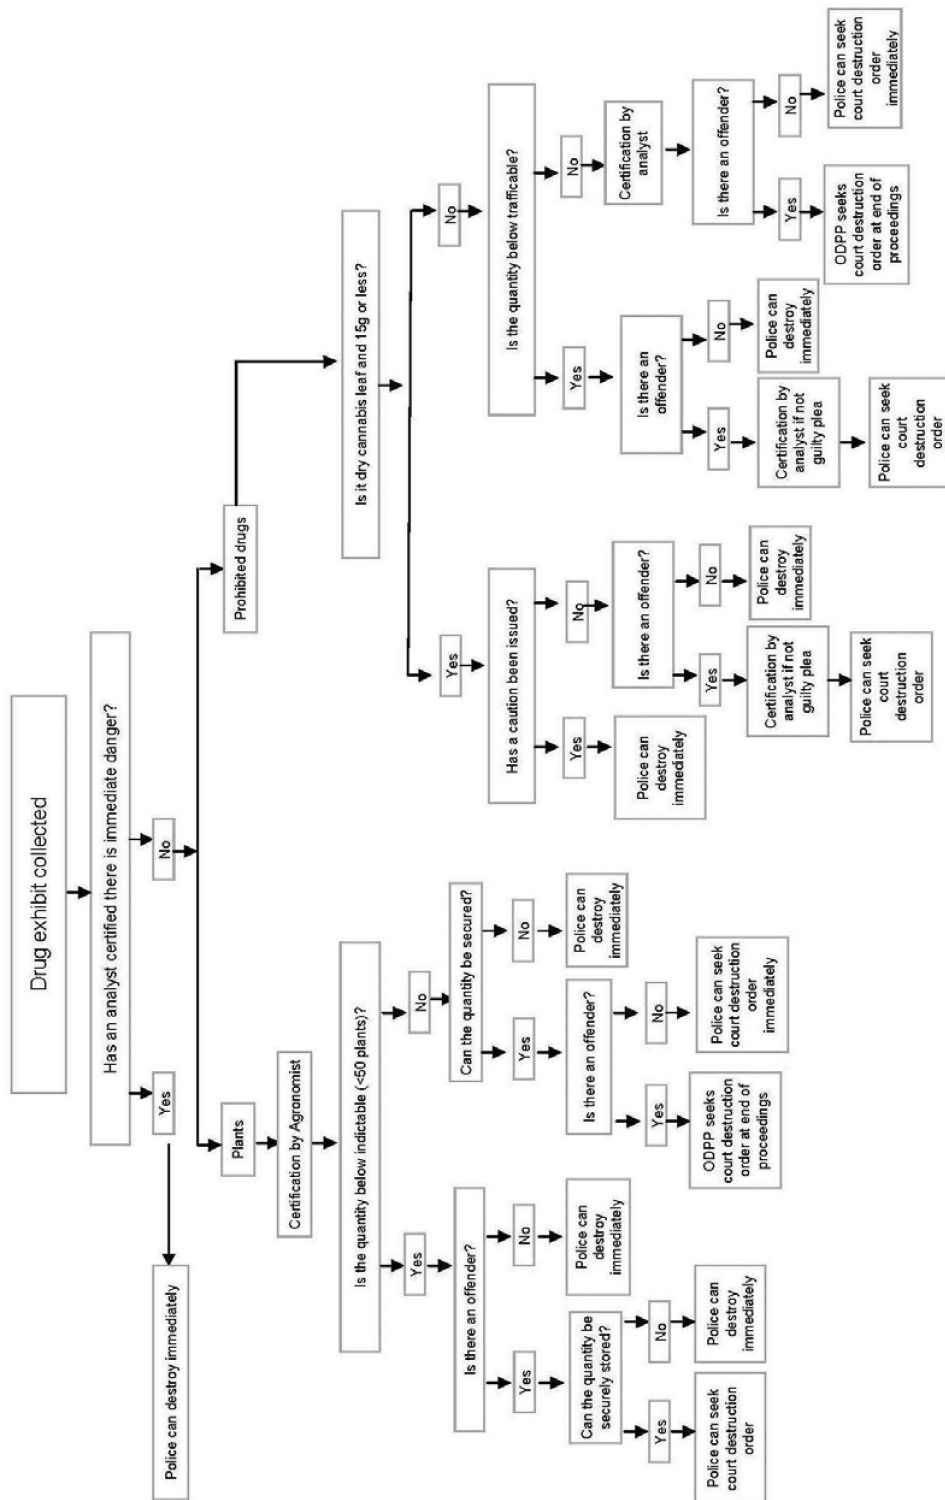 Drug exhibit collected
Has an analyst certified there is immediate danger?
Yes
No
Police can destroy immediately
Plants
Prohibited drugs
Certification by Agronomist
Is the quantity below indictable (<50 plants)?
Is it dry cannabis leaf and 15g or less?
Yes
No
Yes
No
Is there an offender?
Can the quantity be secured?
Has a caution been issued?
Is the quantity below trafficable?
Yes
No
Yes
No
Yes
No
Yes
No
Can the quantity be
securely stored?
Police can
destroy
immediately
Is there an offender?
Police can
destroy
immediately
Police can
destroy
immediately
Is there an offender?
Is there an
offender?
Certification by
analyst
Yes
No
Yes
No
Yes
No
Yes
No
Is there an offender?
Police can seek
court destruction
order
Police can
destroy
immediately
ODPP seeks
court destruction
order at end of
proceedings
Police can seek
court destruction
order
immediately
Certification by
analyst if not
guilty plea
Police can
destroy
immediately
Certification by
analyst if not
guilty plea
Police can
destroy
immediately
Yes
No
Police can seek
court
destruction
order
Police can seek
court
destruction
order
ODPP seeks
court destruction
order at end of
proceedings
Police can seek
court destruction
order
immediately